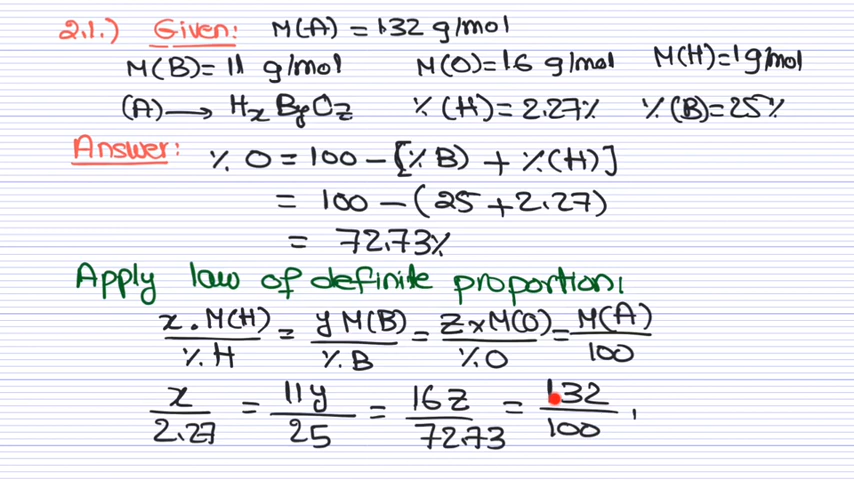 2.1.) Given: M(A) = 132 g/mol
M(B) = 11 g/mol M(O) = 16 g/mol M(H) = 1 g/mol
(A) → HxByOz %(H) = 2.27% %(B) = 25%
Answer: % O = 100 - [% B) + %(H)]
= 100 - (25 + 2.27)
= 72.73%
Apply law of definite proportion,
x . M(H) / % H = y M(B) / % B = z x M(O) / % O = M(A) / 100
x / 2.27 = 11y / 25 = 16z / 72.73 = 132 / 100 ,